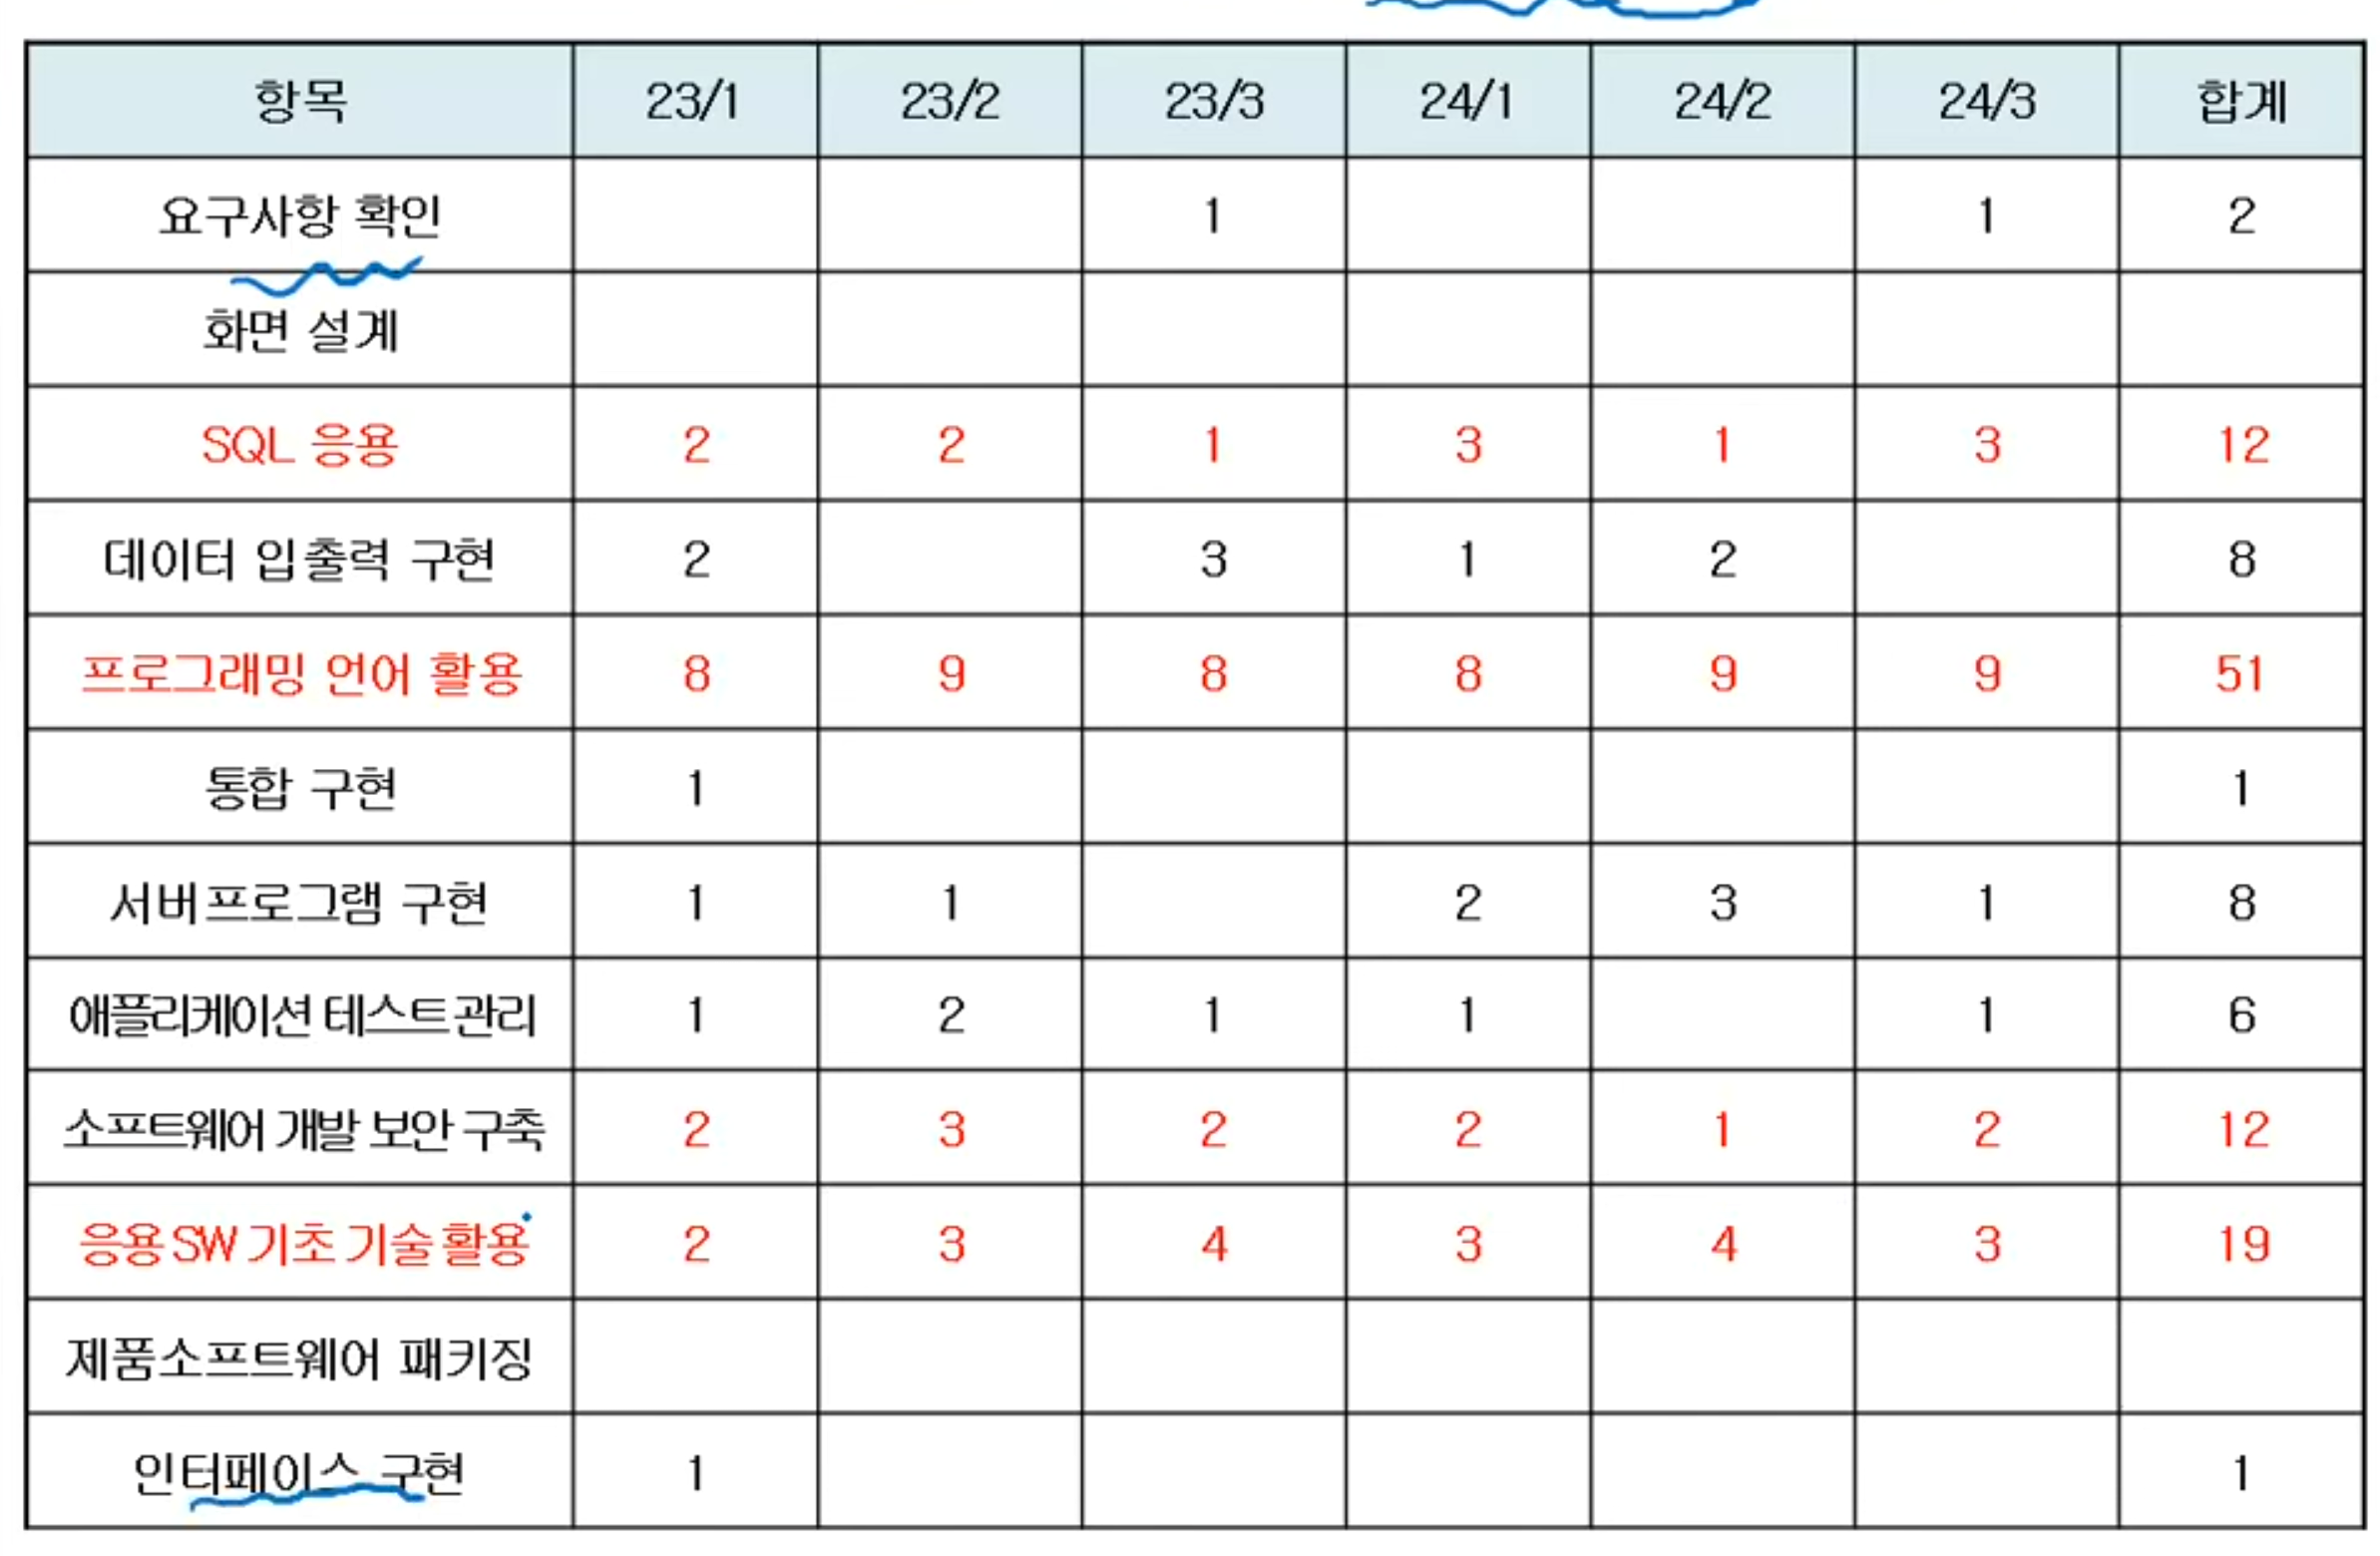 항목 23/1 23/2 23/3 24/1 24/2 24/3 합계
요구사항 확인 1 1 2
화면 설계
SQL 응용 2 2 1 3 1 3 12
데이터 입출력 구현 2 3 1 2 8
프로그래밍 언어 활용 8 9 8 8 9 9 51
통합 구현 1 1
서버프로그램 구현 1 1 2 3 1 8
애플리케이션 테스트 관리 1 2 1 1 1 6
소프트웨어 개발 보안 구축 2 3 2 2 1 2 12
응용 SW 기초 기술 활용 2 3 4 3 4 3 19
제품소프트웨어 패키징
인터페이스 구현 1 1